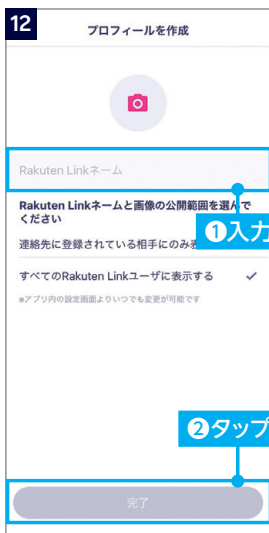 12
プロフィールを作成
Rakuten Linkネーム
Rakuten Linkネームと画像の公開範囲を選んで
ください
❶入力
連絡先に登録されている相手にのみ
すべてのRakuten Linkユーザに表示する ✓
※アプリ内の設定画面よりいつでも変更が可能です
❷タップ
完了